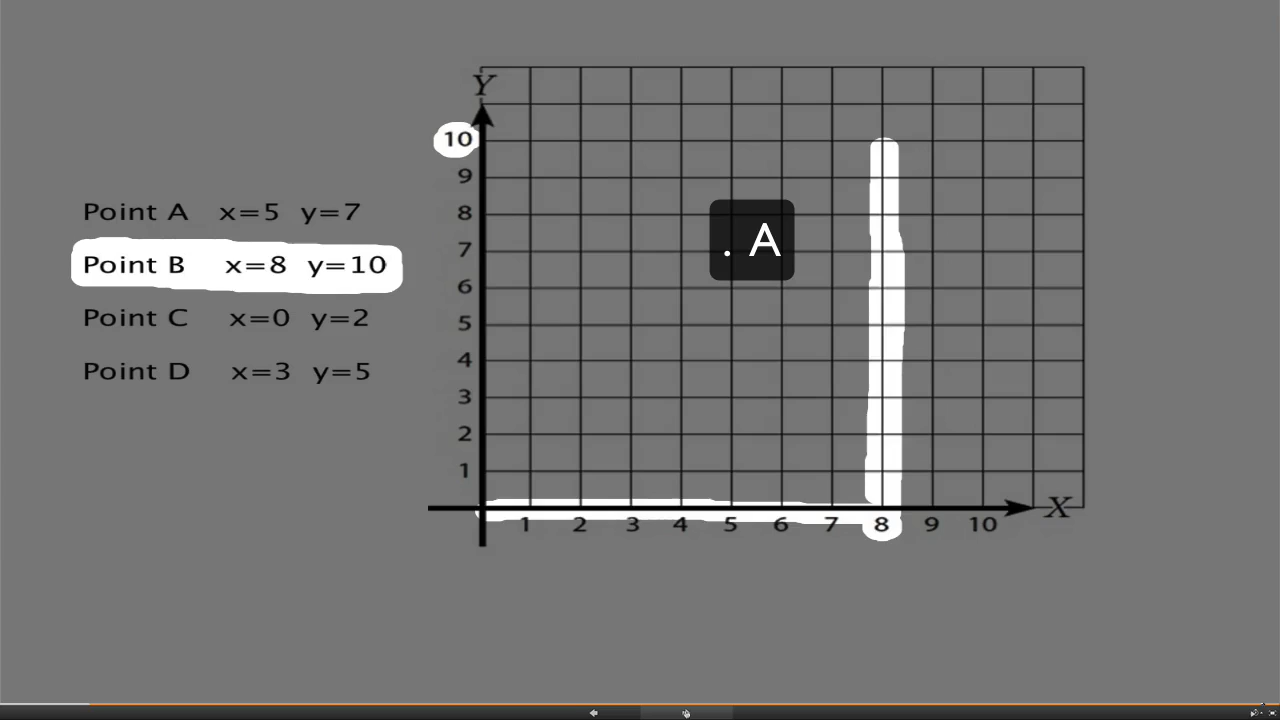 Y
10
9
Point A x=5 y=7
8
. A
7
Point B x=8 y=10
6
Point C x=0 y=2
5
4
Point D x=3 y=5
3
2
1
X
1 2 3 4 5 6 7 8 9 10